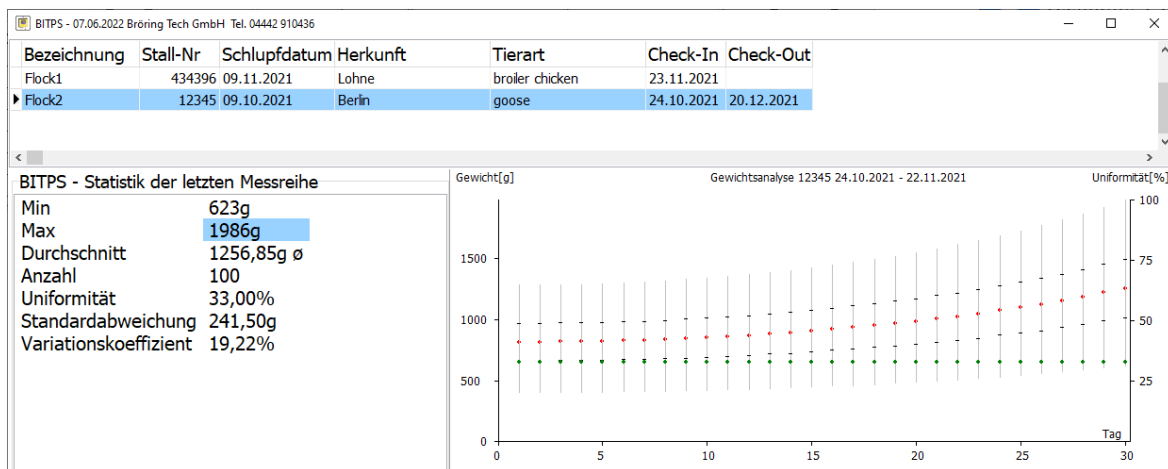 BITPS - 07.06.2022 Bröring Tech GmbH Tel. 04442 910436
Bezeichnung Stall-Nr Schlupfdatum Herkunft Tierart Check-In Check-Out
Flock1 434396 09.11.2021 Lohne broiler chicken 23.11.2021
Flock2 12345 09.10.2021 Berlin goose 24.10.2021 20.12.2021
BITPS - Statistik der letzten Messreihe
Min 623g
Max 1986g
Durchschnitt 1256,85g ø
Anzahl 100
Uniformität 33,00%
Standardabweichung 241,50g
Variationskoeffizient 19,22%
Gewicht[g] Gewichtsanalyse 12345 24.10.2021 - 22.11.2021 Uniformität[%]
100
1500 75
1000 50
500 25
0 Tag
0 5 10 15 20 25 30